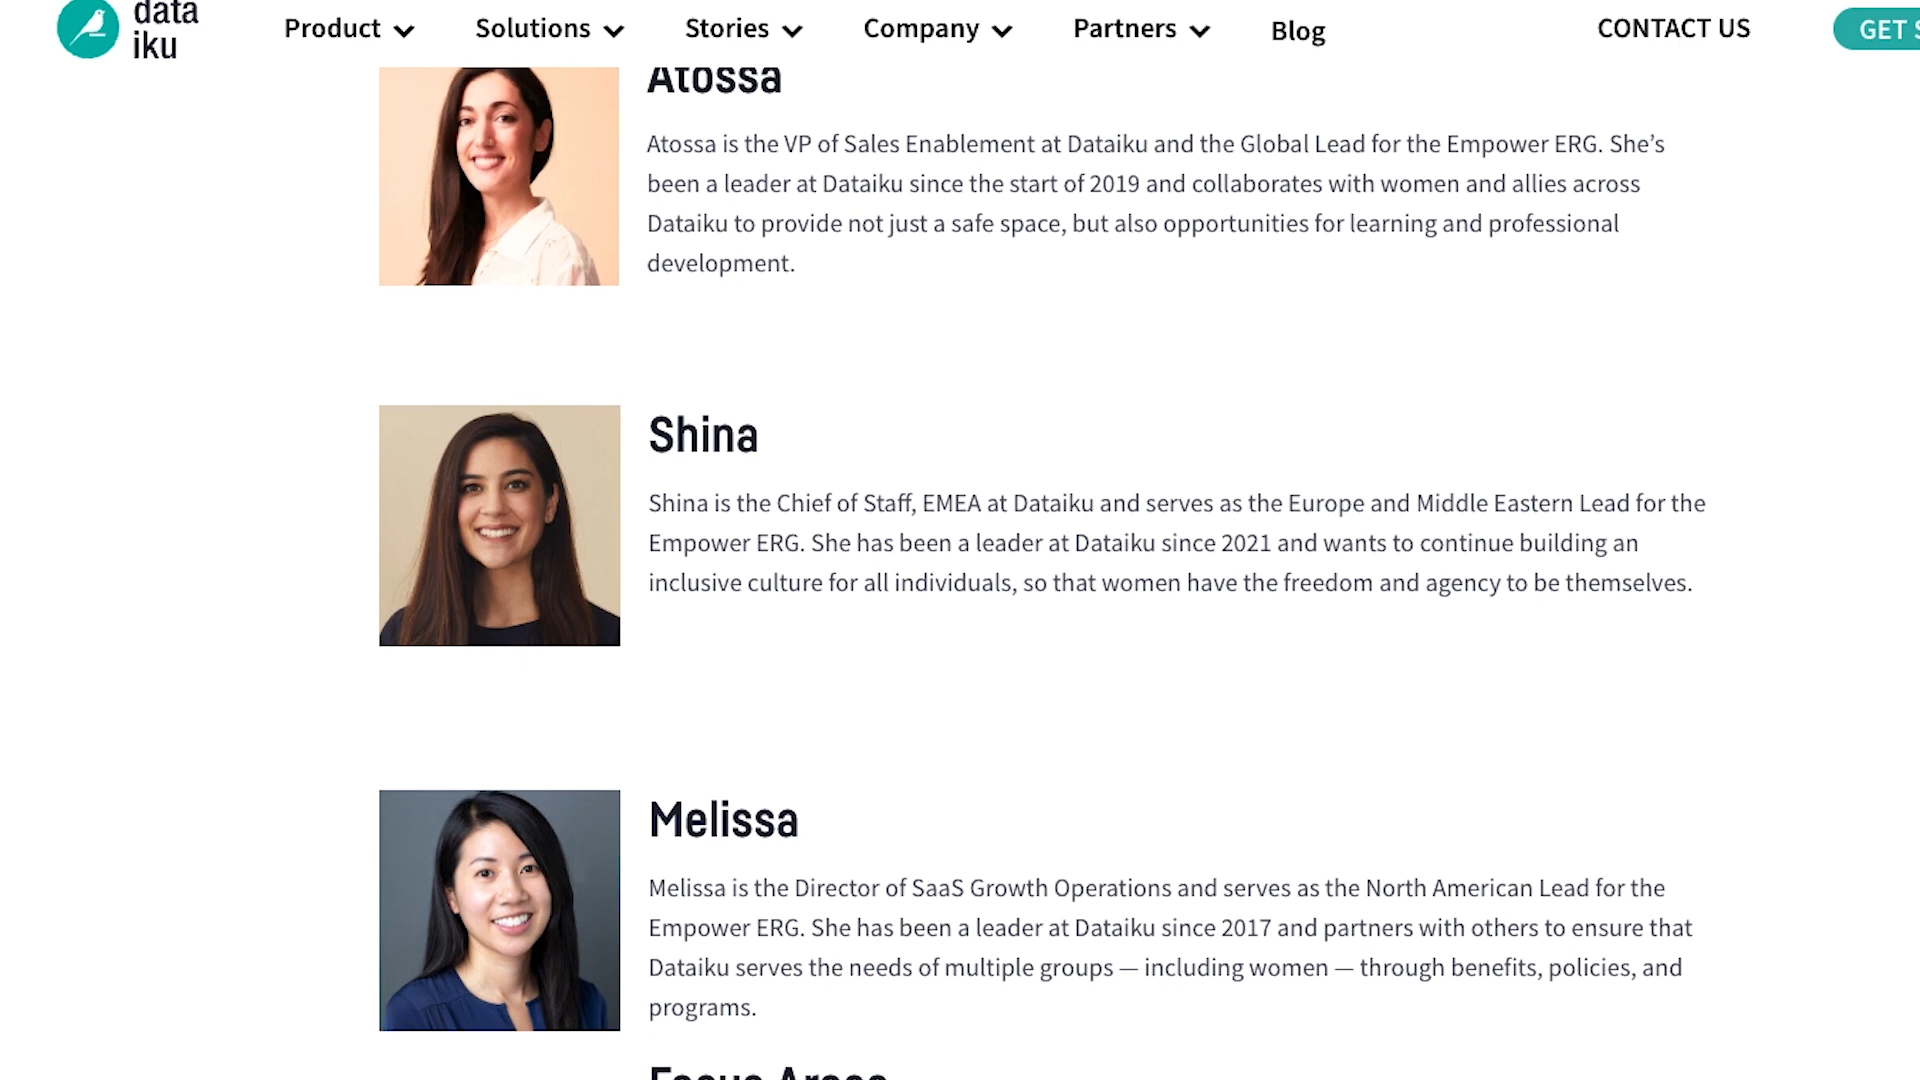 data
iku
Product
Solutions
Stories
Company
Partners
Blog
CONTACT US
GET
Atossa
Atossa is the VP of Sales Enablement at Dataiku and the Global Lead for the Empower ERG. She’s
been a leader at Dataiku since the start of 2019 and collaborates with women and allies across
Dataiku to provide not just a safe space, but also opportunities for learning and professional
development.
Shina
Shina is the Chief of Staff, EMEA at Dataiku and serves as the Europe and Middle Eastern Lead for the
Empower ERG. She has been a leader at Dataiku since 2021 and wants to continue building an
inclusive culture for all individuals, so that women have the freedom and agency to be themselves.
Melissa
Melissa is the Director of SaaS Growth Operations and serves as the North American Lead for the
Empower ERG. She has been a leader at Dataiku since 2017 and partners with others to ensure that
Dataiku serves the needs of multiple groups — including women — through benefits, policies, and
programs.
Focus Areas